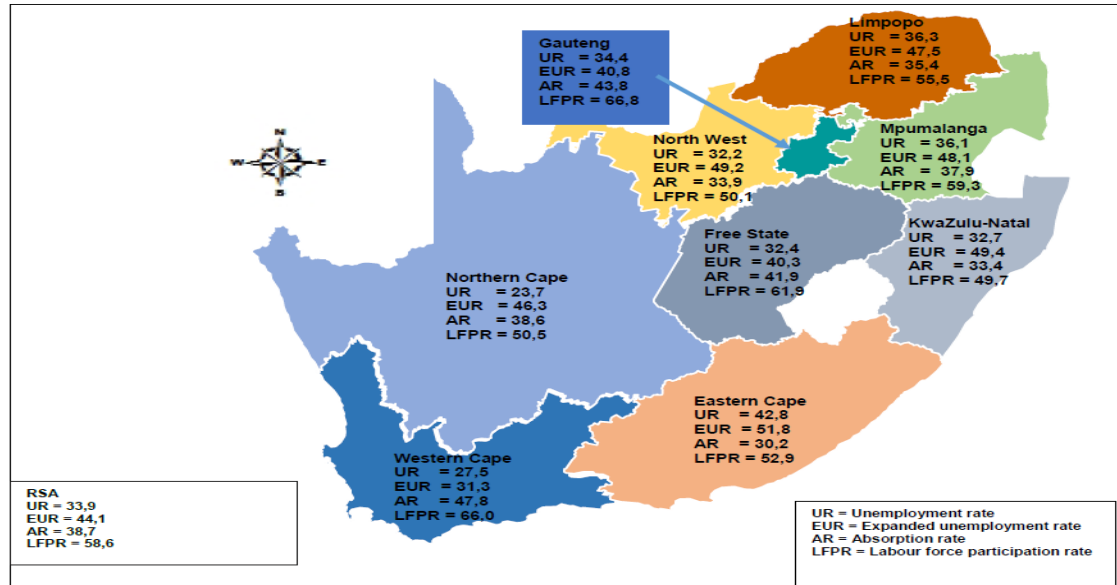 Limpopo
UR = 36,3
EUR = 47,5
AR = 35,4
LFPR = 55,5
Gauteng
UR = 34,4
EUR = 40,8
AR = 43,8
LFPR = 66,8
North West
UR = 32,2
EUR = 49,2
AR = 33,9
LFPR = 50,1
Mpumalanga
UR = 36,1
EUR = 48,1
AR = 37,9
LFPR = 59,3
N
W E
S
Free State
UR = 32,4
EUR = 40,3
AR = 41,9
LFPR = 61,9
KwaZulu-Natal
UR = 32,7
EUR = 49,4
AR = 33,4
LFPR = 49,7
Northern Cape
UR = 23,7
EUR = 46,3
AR = 38,6
LFPR = 50,5
Eastern Cape
UR = 42,8
EUR = 51,8
AR = 30,2
LFPR = 52,9
Western Cape
UR = 27,5
EUR = 31,3
AR = 47,8
LFPR = 66,0
RSA
UR = 33,9
EUR = 44,1
AR = 38,7
LFPR = 58,6
UR = Unemployment rate
EUR = Expanded unemployment rate
AR = Absorption rate
LFPR = Labour force participation rate